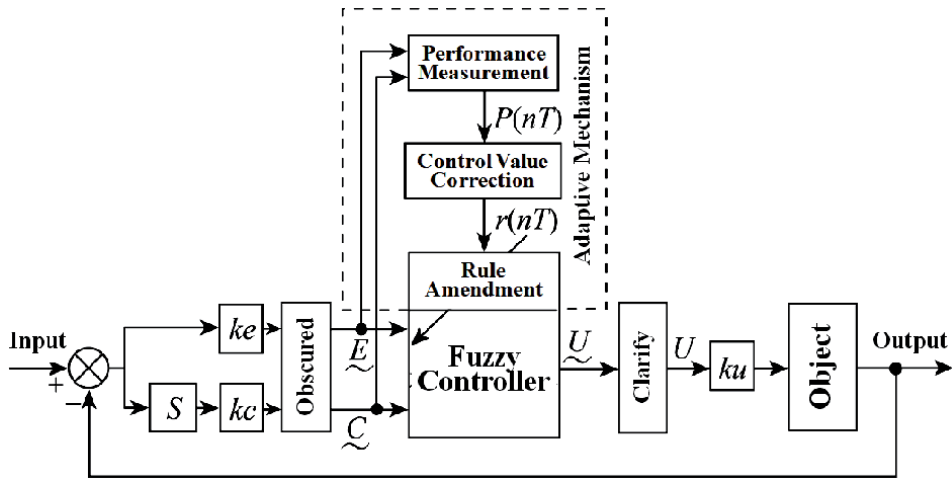 Performance
Measurement
P(nT)
Control Value
Correction
r(nT)
Adaptive Mechanism
Rule
Amendment
Input
+
−
ke
S
kc
Obscured
E
C
Fuzzy
Controller
U
Clarify
U
ku
Object
Output